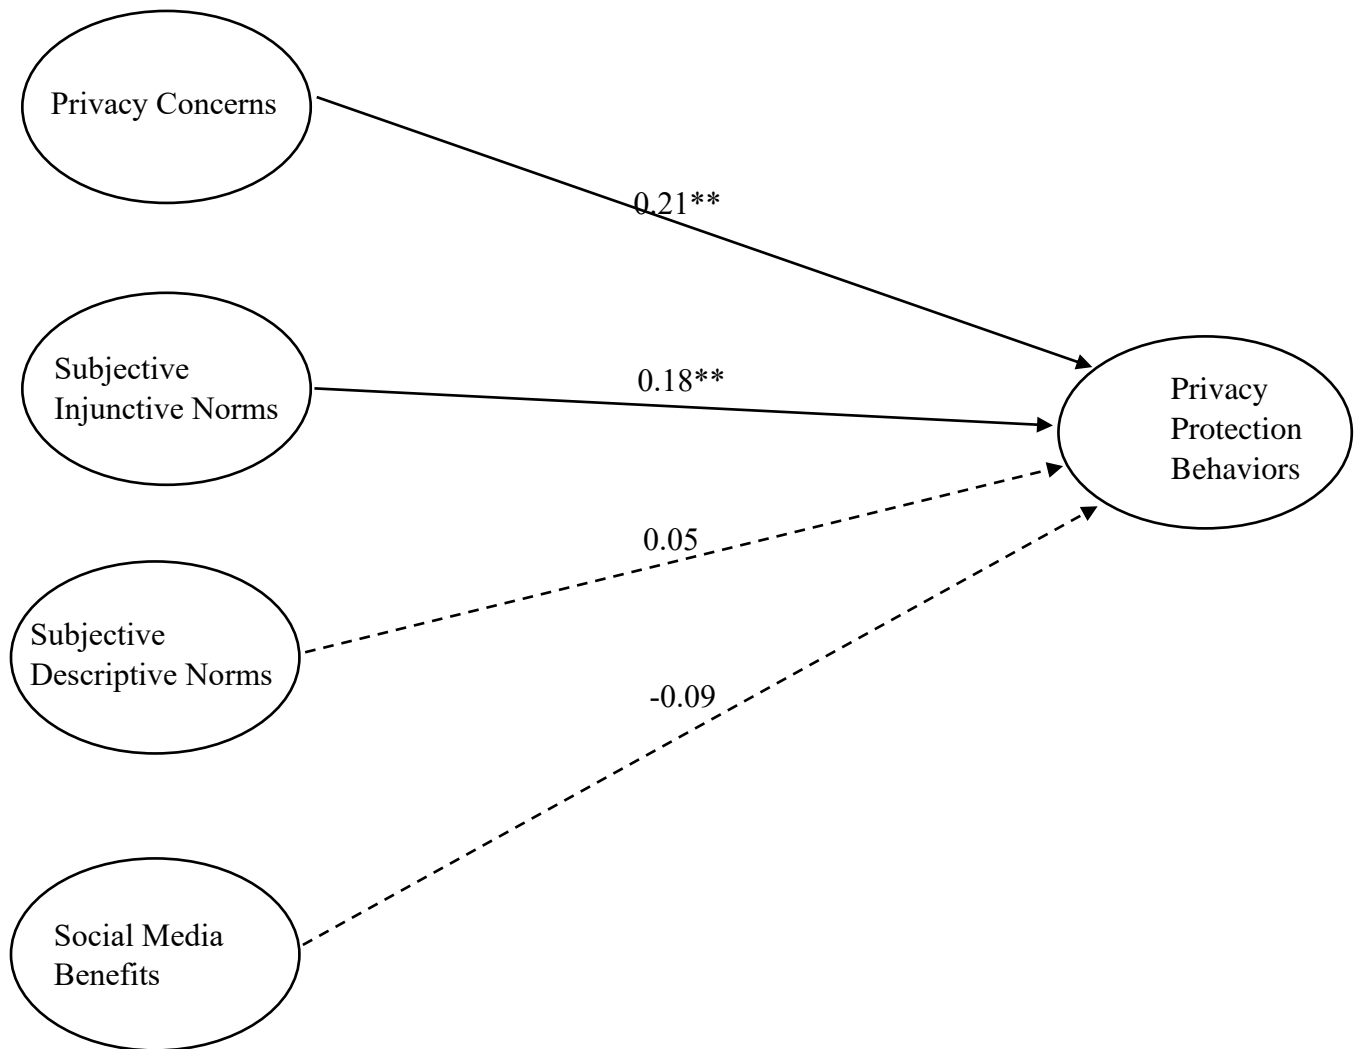 Privacy Concerns
0.21**
Subjective
Injunctive Norms
0.18**
Privacy
Protection
Behaviors
0.05
Subjective
Descriptive Norms
-0.09
Social Media
Benefits